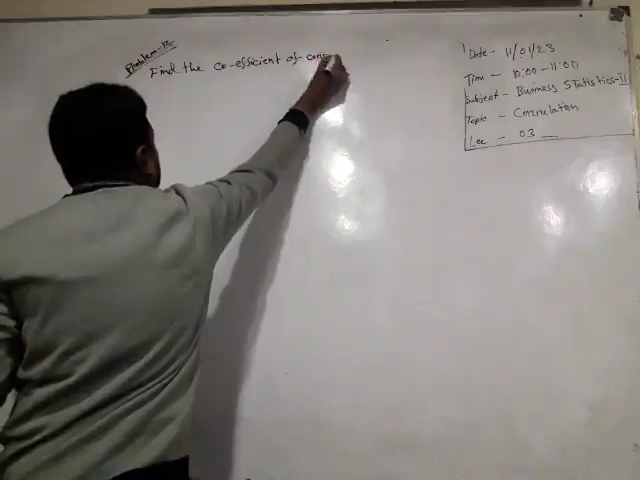 Problem-12
Find the co-efficient of corr
Date - 11/01/23
Time - 10:00-11:00
Subject - Business Statistics-II
Topic - Correlation
Lec - 03